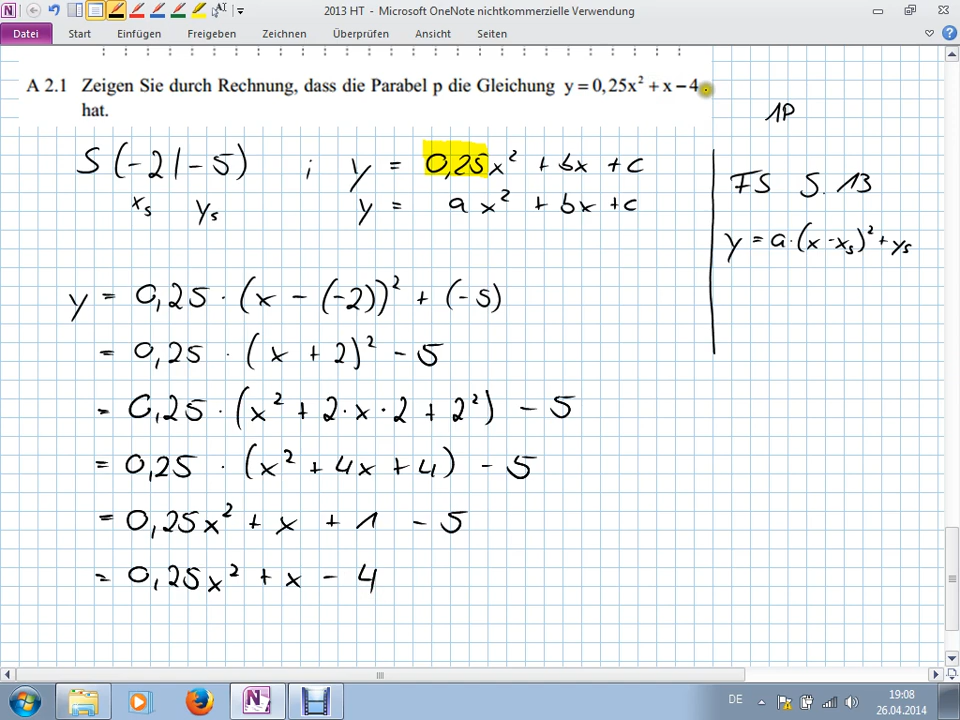 2013 HT - Microsoft OneNote nichtkommerzielle Verwendung
Datei Start Einfügen Freigeben Zeichnen Überprüfen Ansicht Seiten
A 2.1 Zeigen Sie durch Rechnung, dass die Parabel p die Gleichung y = 0,25x² + x − 4
hat.
1P
S (-2 | -5) ; y = 0,25x² + bx + c
xₛ yₛ y = a x² + bx + c
FS S. 13
y = a·(x - xₛ)² + yₛ
y = 0,25 · (x - (-2))² + (-5)
= 0,25 · (x + 2)² - 5
= 0,25 · (x² + 2·x·2 + 2²) - 5
= 0,25 · (x² + 4x + 4) - 5
= 0,25x² + x + 1 - 5
= 0,25x² + x - 4
DE
19:08
26.04.2014